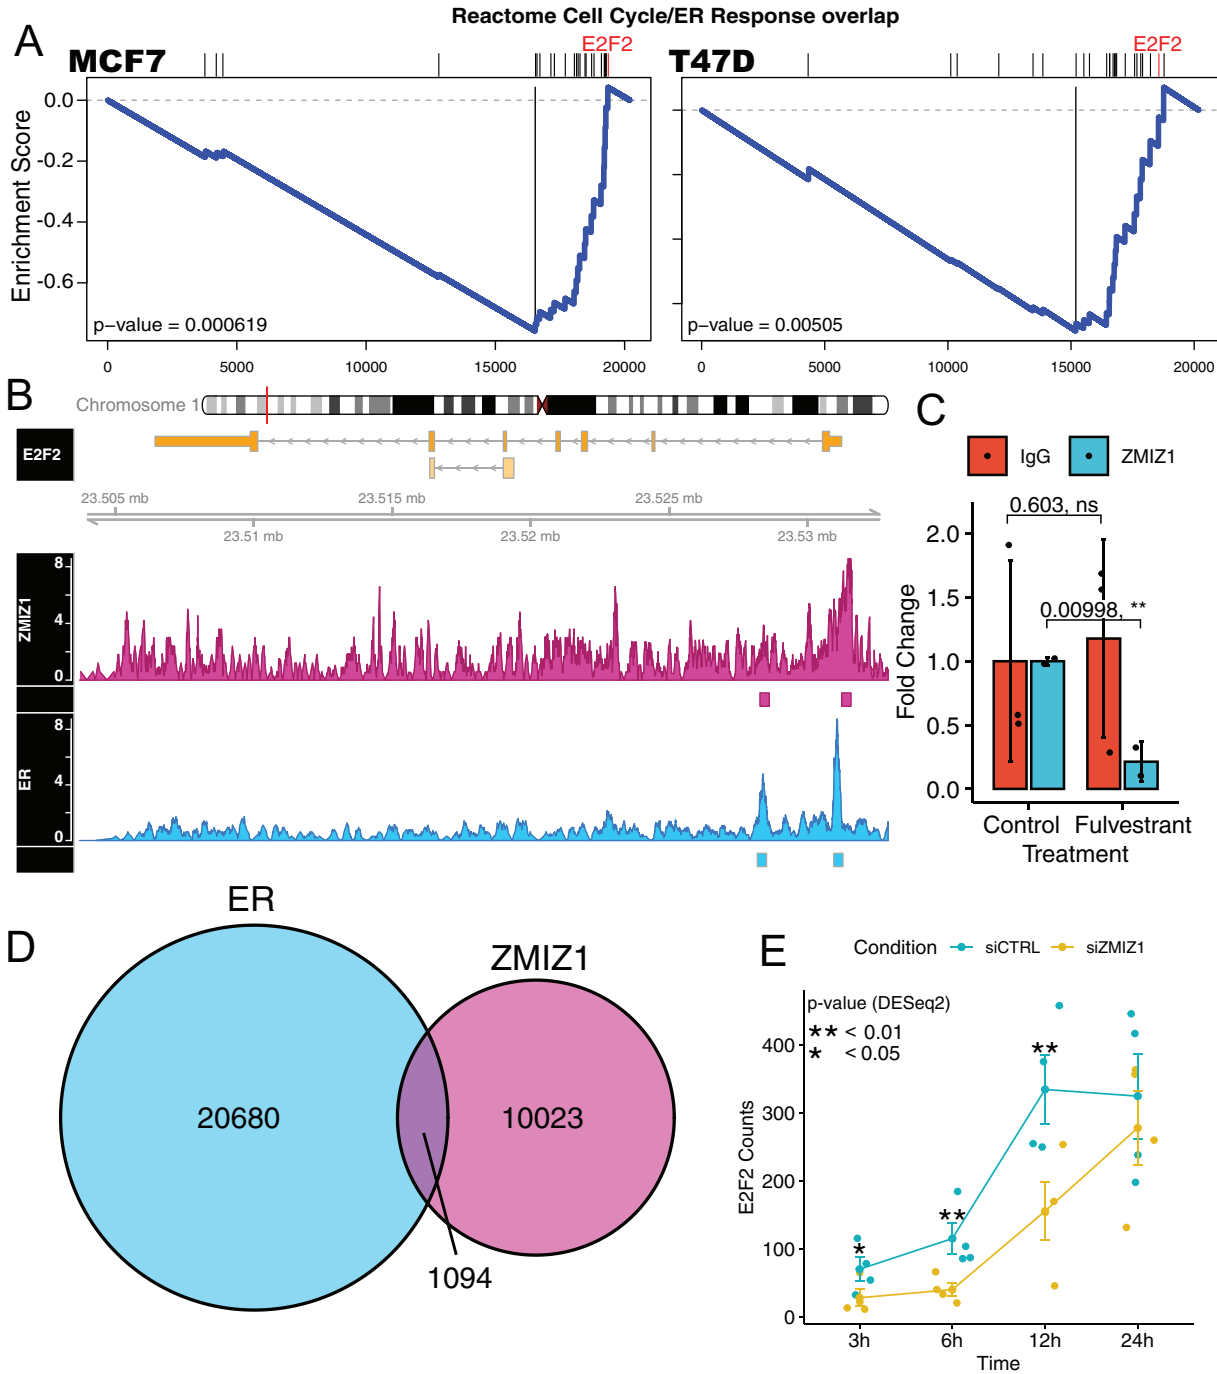 Reactome Cell Cycle/ER Response overlap
A
MCF7
E2F2
T47D
E2F2
Enrichment Score
0.0
-0.2
-0.4
-0.6
p-value = 0.000619
p-value = 0.00505
0 5000 10000 15000 20000
0 5000 10000 15000 20000
B
Chromosome 1
E2F2
23.505 mb 23.515 mb 23.525 mb
23.51 mb 23.52 mb 23.53 mb
ZMIZ1
8
4
0
ER
8
4
0
C
IgG ZMIZ1
Fold Change
2.0
1.5
1.0
0.5
0.0
0.603, ns
0.00998, **
Control Fulvestrant
Treatment
D
ER
ZMIZ1
20680
10023
1094
E
Condition siCTRL siZMIZ1
p-value (DESeq2)
** < 0.01
* < 0.05
E2F2 Counts
400
300
200
100
0
*
**
**
3h 6h 12h 24h
Time